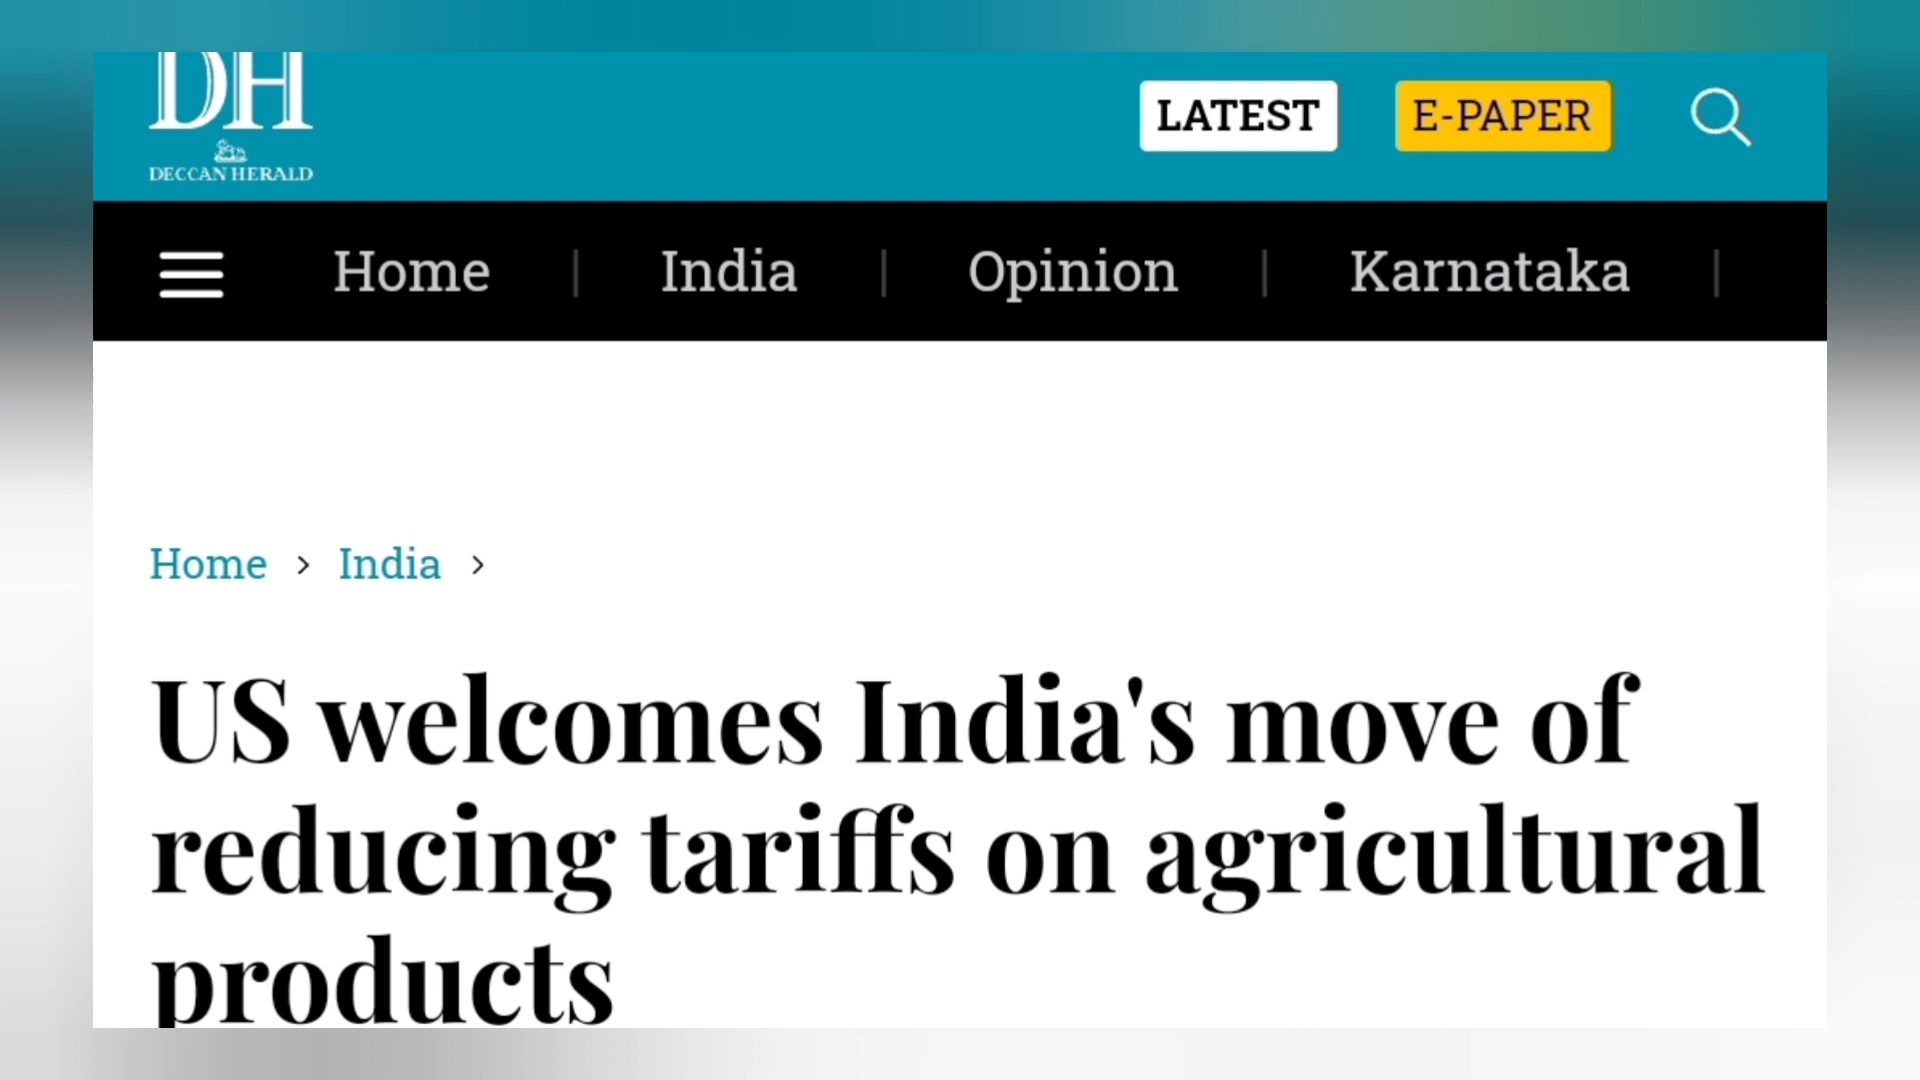 DH
DECCAN HERALD
LATEST
E-PAPER
Home
India
Opinion
Karnataka
Home > India >
US welcomes India's move of
reducing tariffs on agricultural
products